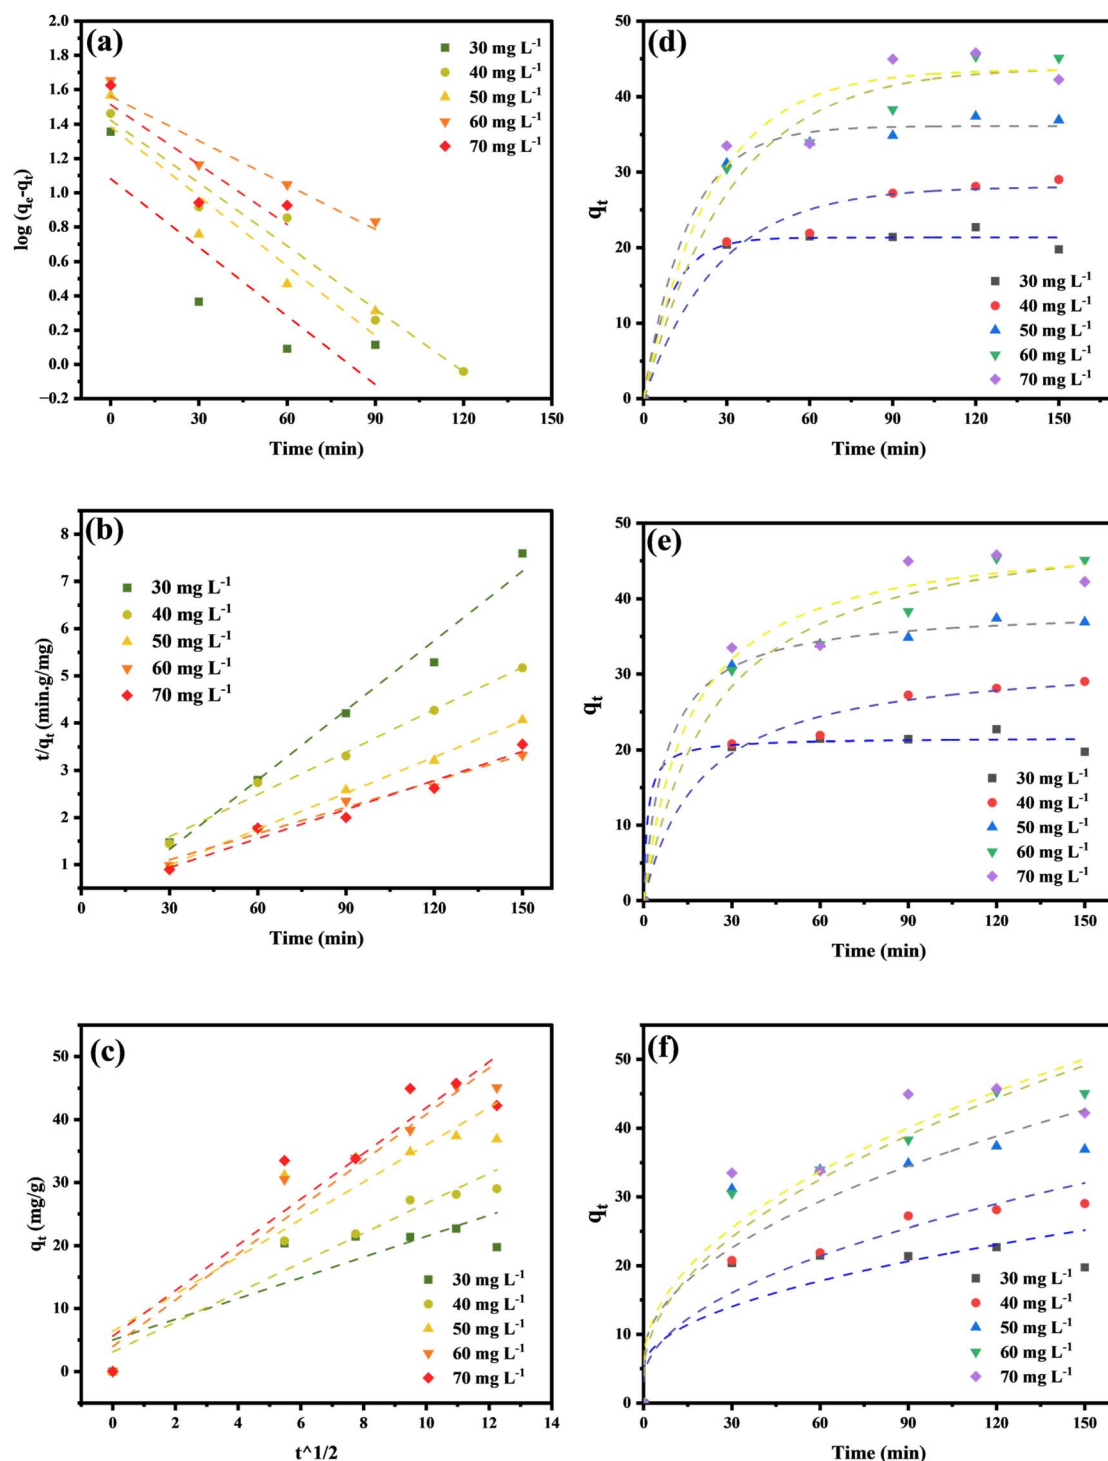 (a)
2.0
1.8
1.6
1.4
1.2
1.0
0.8
0.6
0.4
0.2
0.0
−0.2
log (qₑ-qₜ)
30 mg L⁻¹
40 mg L⁻¹
50 mg L⁻¹
60 mg L⁻¹
70 mg L⁻¹
0 30 60 90 120 150
Time (min)
(d)
50
40
30
20
10
0
qₜ
30 mg L⁻¹
40 mg L⁻¹
50 mg L⁻¹
60 mg L⁻¹
70 mg L⁻¹
0 30 60 90 120 150
Time (min)
(b)
8
7
6
5
4
3
2
1
t/qₜ (min.g/mg)
30 mg L⁻¹
40 mg L⁻¹
50 mg L⁻¹
60 mg L⁻¹
70 mg L⁻¹
0 30 60 90 120 150
Time (min)
(e)
50
40
30
20
10
0
qₜ
30 mg L⁻¹
40 mg L⁻¹
50 mg L⁻¹
60 mg L⁻¹
70 mg L⁻¹
0 30 60 90 120 150
Time (min)
(c)
50
40
30
20
10
0
qₜ (mg/g)
30 mg L⁻¹
40 mg L⁻¹
50 mg L⁻¹
60 mg L⁻¹
70 mg L⁻¹
0 2 4 6 8 10 12 14
t^1/2
(f)
50
40
30
20
10
0
qₜ
30 mg L⁻¹
40 mg L⁻¹
50 mg L⁻¹
60 mg L⁻¹
70 mg L⁻¹
0 30 60 90 120 150
Time (min)